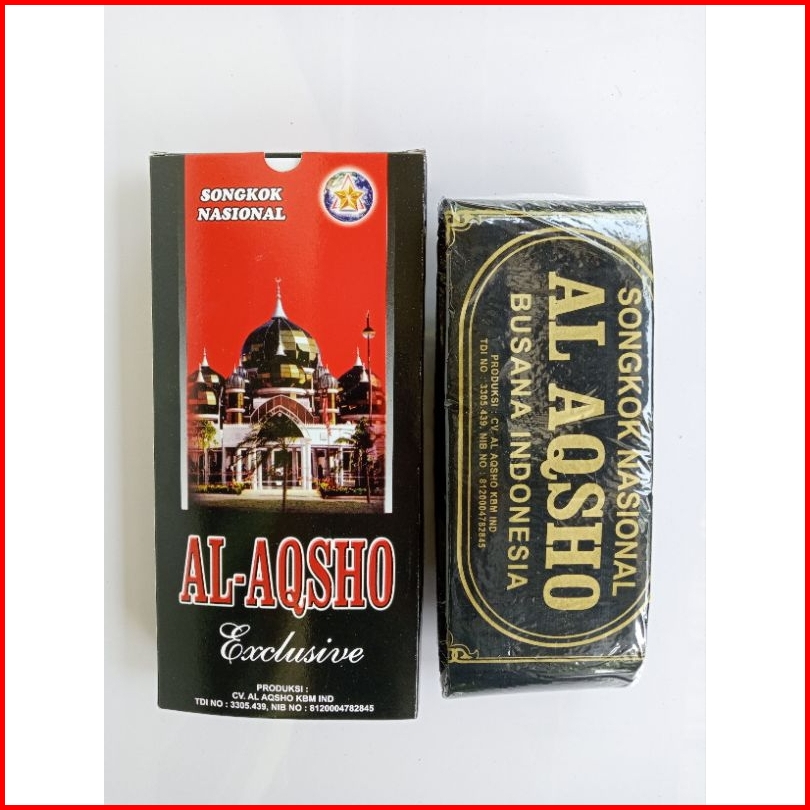 SONGKOK
NASIONAL
AL-AQSHO
Exclusive
PRODUKSI :
CV. AL AQSHO KBM IND
TDI NO : 3305.439, NIB NO : 8120004782845
SONGKOK NASIONAL
AL AQSHO
BUSANA INDONESIA
PRODUKSI : CV. AL AQSHO KBM IND
TDI NO : 3305.439, NIB NO : 8120004782845